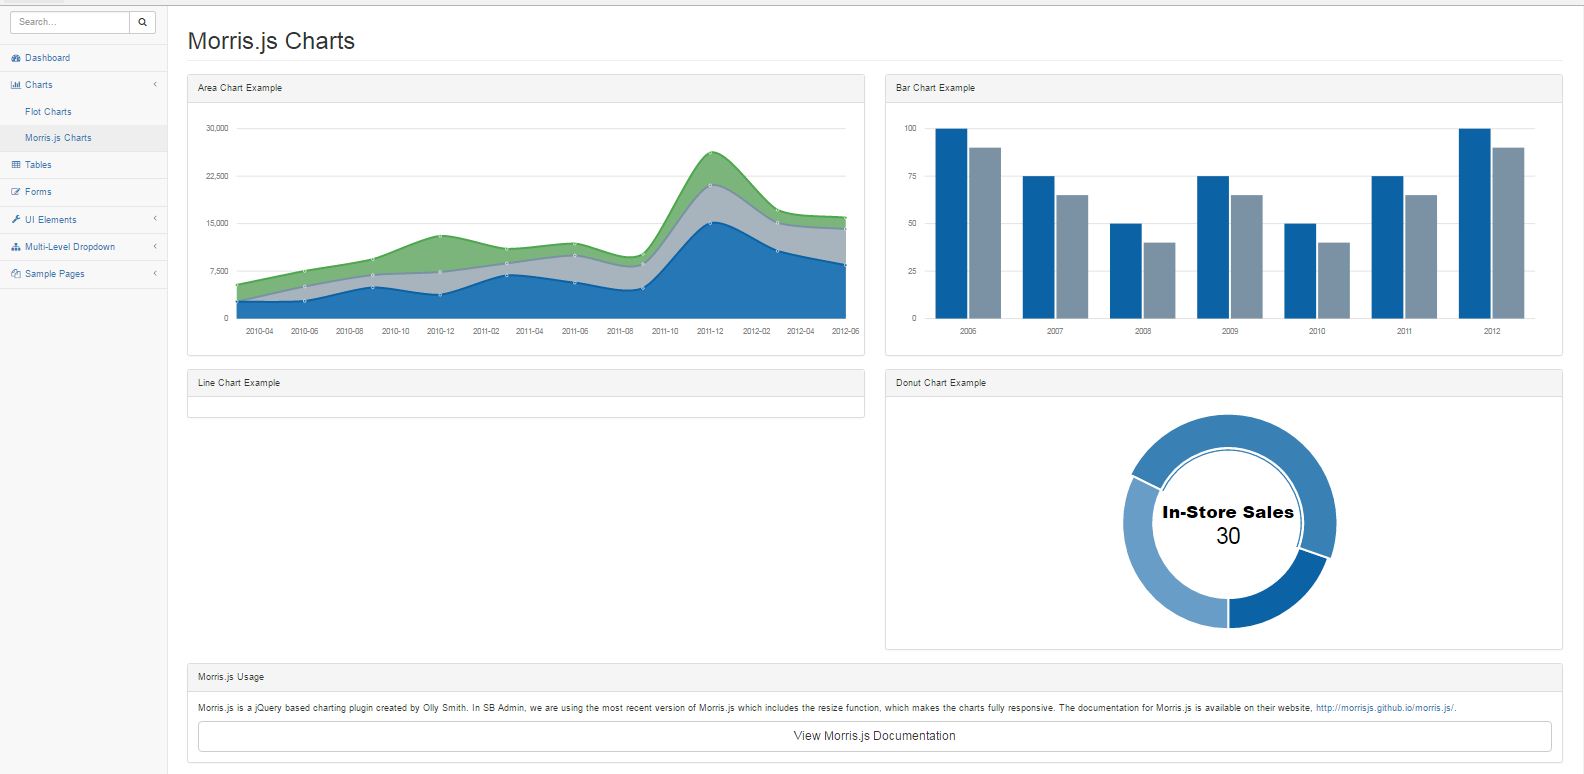 Search...
Dashboard
Charts
Flot Charts
Morris.js Charts
Tables
Forms
UI Elements
Multi-Level Dropdown
Sample Pages
Morris.js Charts
Area Chart Example
30,000
22,500
15,000
7,500
0
2010-04 2010-06 2010-08 2010-10 2010-12 2011-02 2011-04 2011-06 2011-08 2011-10 2011-12 2012-02 2012-04 2012-06
Bar Chart Example
100
75
50
25
0
2006 2007 2008 2009 2010 2011 2012
Line Chart Example
Donut Chart Example
In-Store Sales
30
Morris.js Usage
Morris.js is a jQuery based charting plugin created by Olly Smith. In SB Admin, we are using the most recent version of Morris.js which includes the resize function, which makes the charts fully responsive. The documentation for Morris.js is available on their website, http://morrisjs.github.io/morris.js/.
View Morris.js Documentation